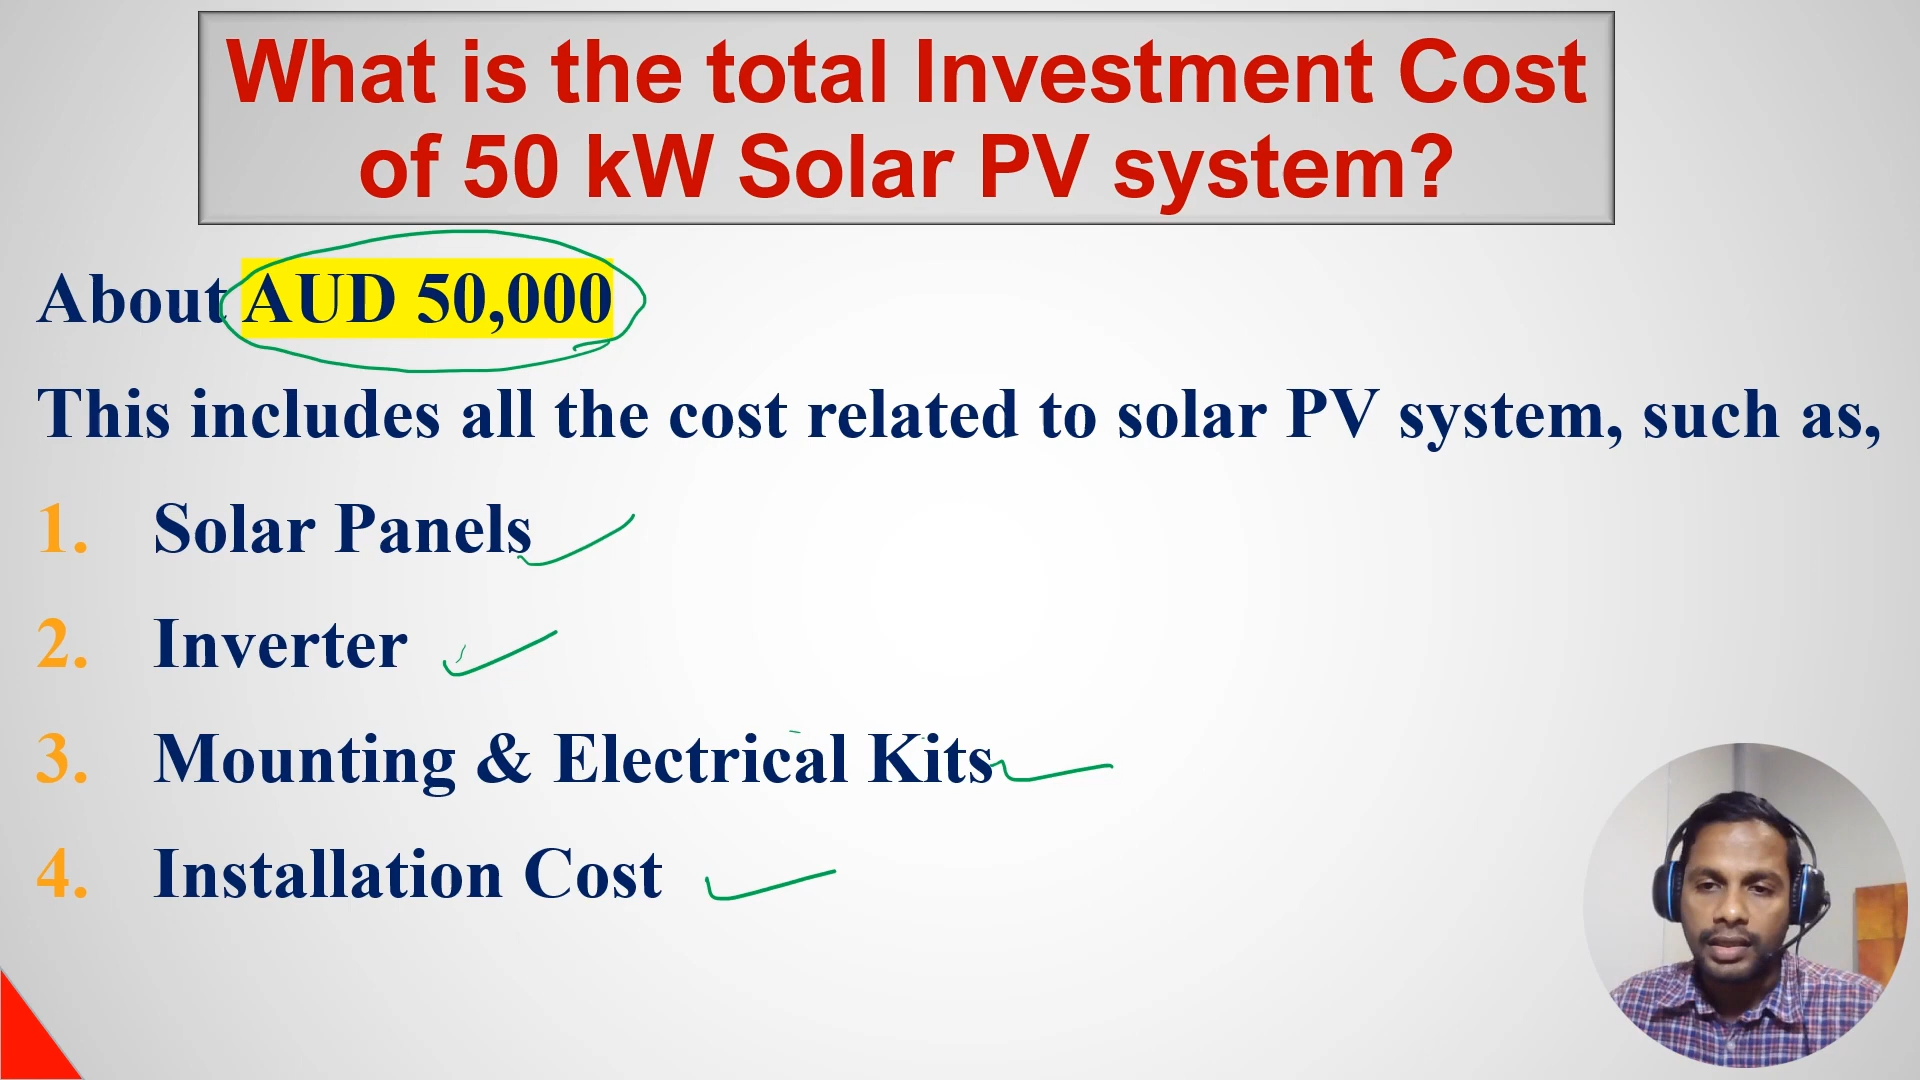 What is the total Investment Cost
of 50 kW Solar PV system?
About AUD 50,000
This includes all the cost related to solar PV system, such as,
1. Solar Panels
2. Inverter
3. Mounting & Electrical Kits
4. Installation Cost